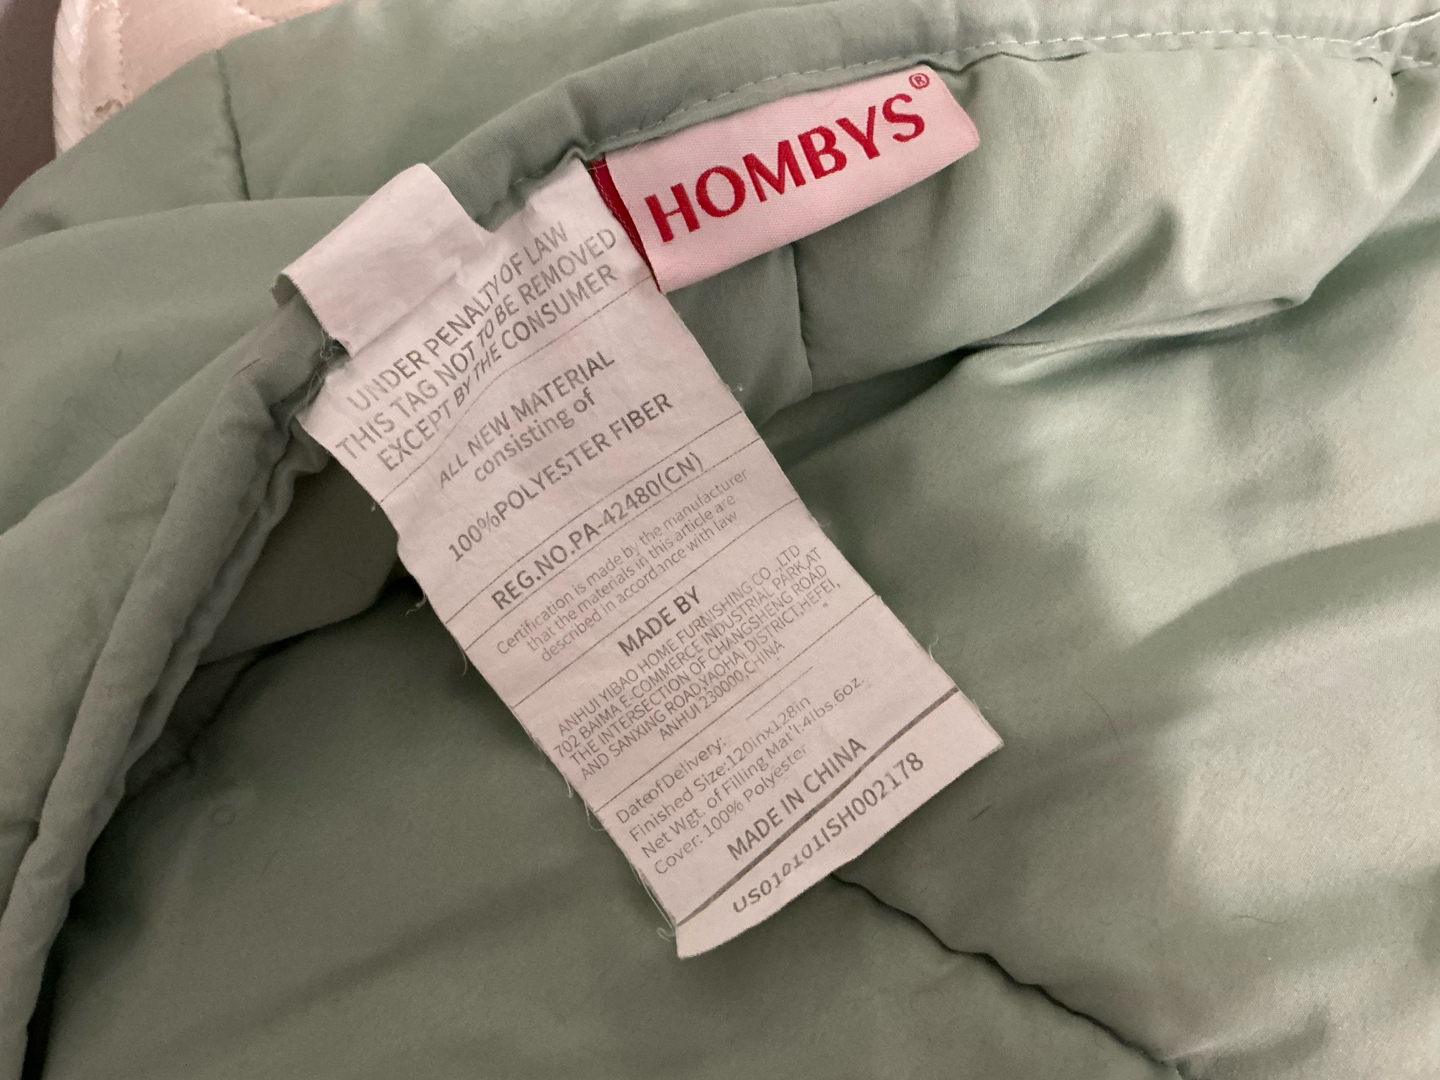 HOMBYS®
UNDER PENALTY OF LAW
THIS TAG NOT TO BE REMOVED
EXCEPT BY THE CONSUMER
ALL NEW MATERIAL
consisting of
100%POLYESTER FIBER
REG.NO.PA-42480(CN)
Certification is made by the manufacturer
that the materials in this article are
described in accordance with law
MADE BY
ANHUI YIBAO HOME FURNISHING CO.,LTD
702 BAIMA E-COMMERCE INDUSTRIAL PARK,AT
THE INTERSECTION OF CHANGSHENG ROAD
AND SANXING ROAD,YAOHAI DISTRICT,HEFEI,
ANHUI 230000,CHINA
DateofDelivery:
Finished Size:120inx128in
Net Wgt. of Filling Mat'l:4lbs.6oz.
Cover: 100% Polyester
MADE IN CHINA
US010101ISH002178